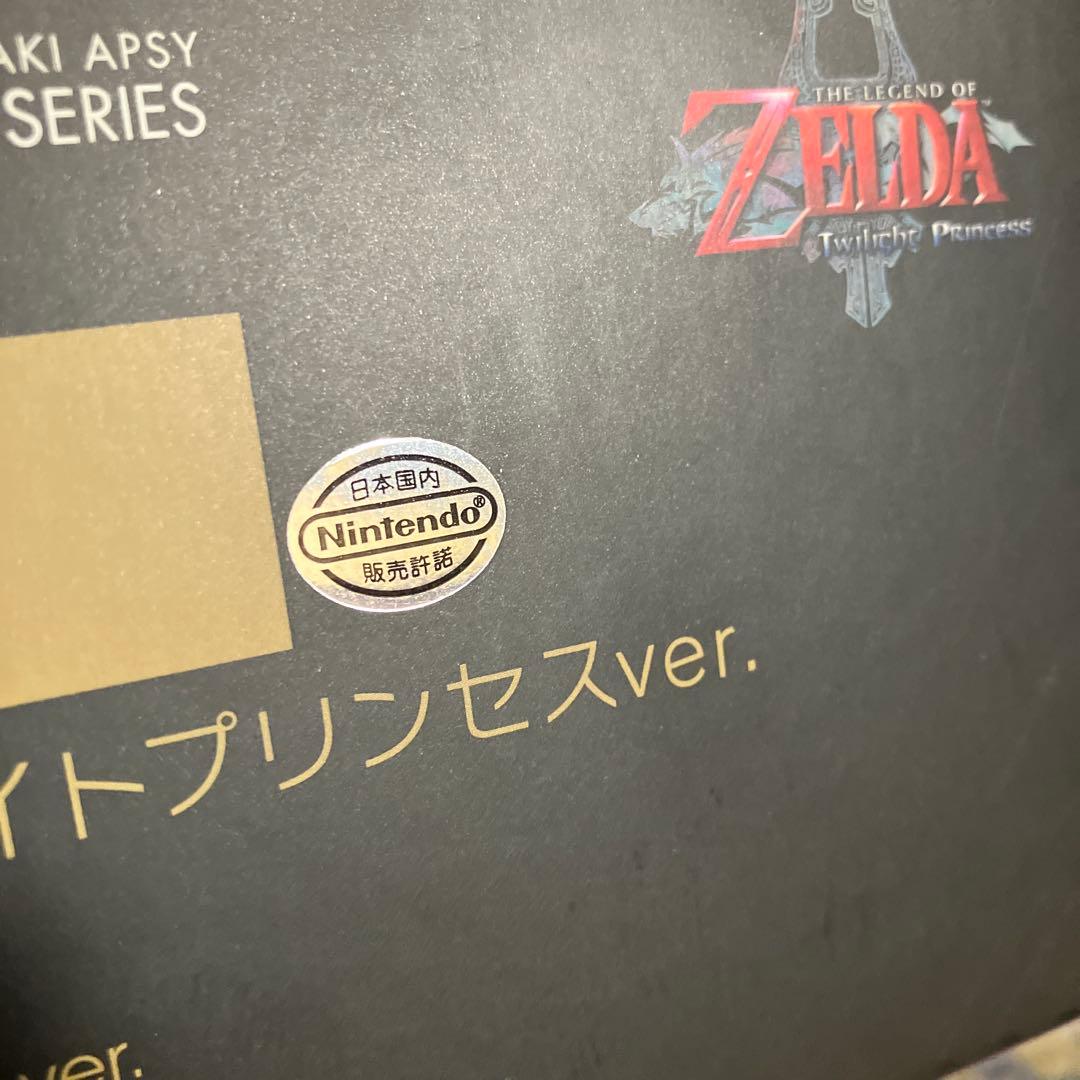 AKI APSY
SERIES
THE LEGEND OF
ZELDA
Twilight Princess
日本国内
Nintendo®
販売許諾
イトプリンセスver.
ver.